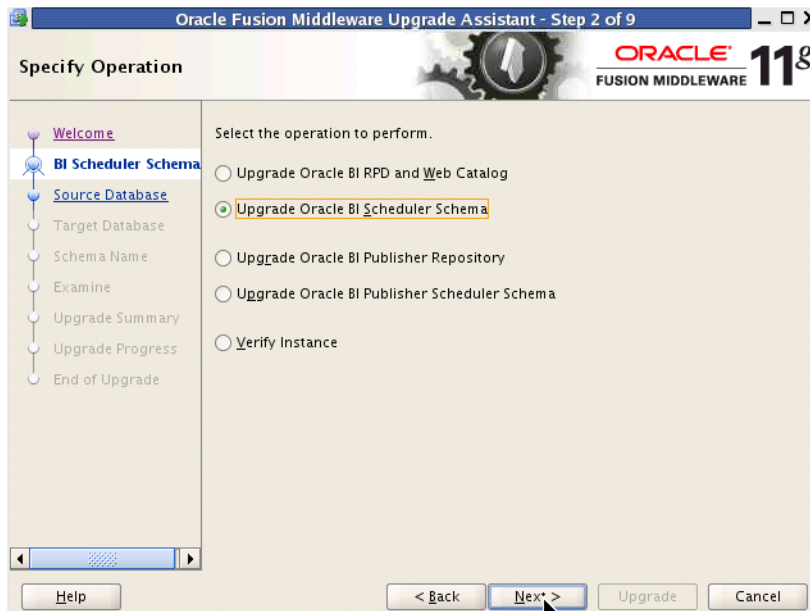 Oracle Fusion Middleware Upgrade Assistant - Step 2 of 9
Specify Operation
ORACLE
FUSION MIDDLEWARE
11g
Welcome
BI Scheduler Schema
Source Database
Target Database
Schema Name
Examine
Upgrade Summary
Upgrade Progress
End of Upgrade
Select the operation to perform.
Upgrade Oracle BI RPD and Web Catalog
Upgrade Oracle BI Scheduler Schema
Upgrade Oracle BI Publisher Repository
Upgrade Oracle BI Publisher Scheduler Schema
Verify Instance
Help
< Back
Next >
Upgrade
Cancel